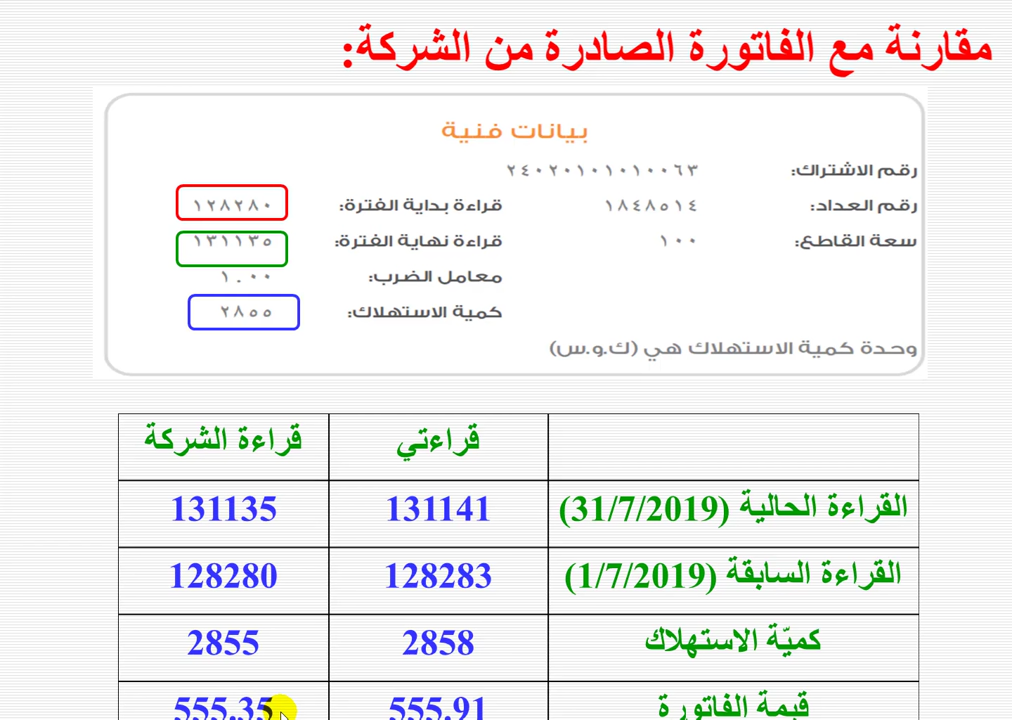 مقارنة مع الفاتورة الصادرة من الشركة:
بيانات فنية
رقم الاشتراك: ٢٤٠٢٠١٠١٠١٠٠٦٣
رقم العداد: ١٨٤٨٥١٤ قراءة بداية الفترة: ١٢٨٢٨٠
سعة القاطع: ١٠٠ قراءة نهاية الفترة: ١٣١١٣٥
معامل الضرب: ١.٠٠
كمية الاستهلاك: ٢٨٥٥
وحدة كمية الاستهلاك هي (ك.و.س)
قراءتي قراءة الشركة
القراءة الحالية (31/7/2019) 131141 131135
القراءة السابقة (1/7/2019) 128283 128280
كميّة الاستهلاك 2858 2855
قيمة الفاتورة 555.91 555.35